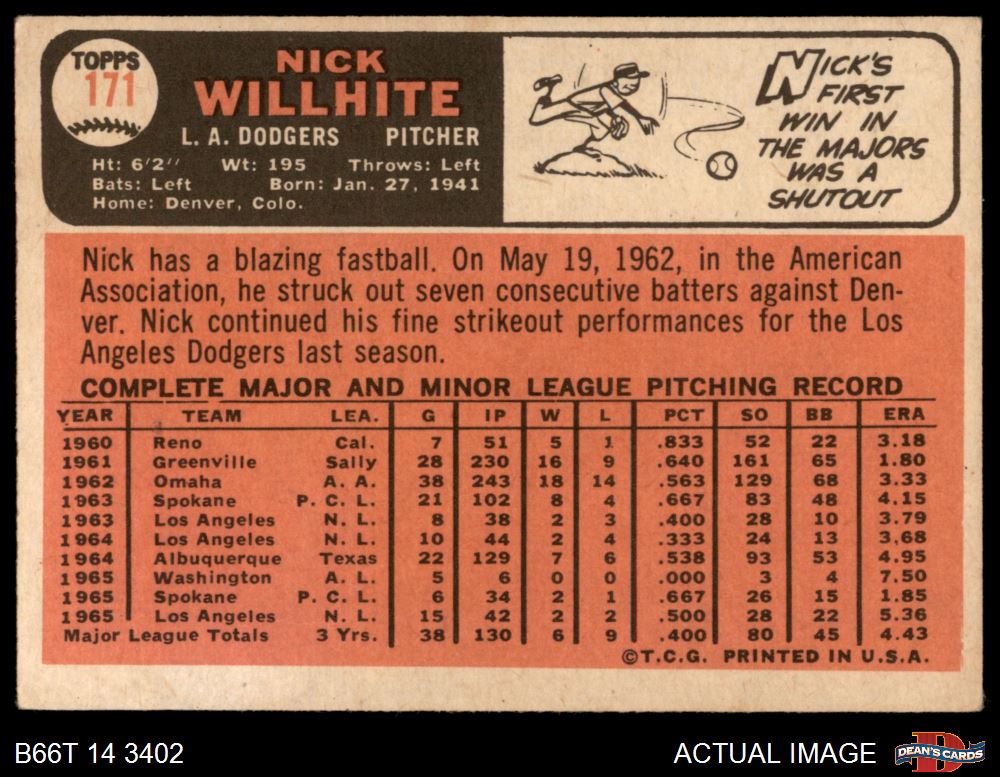 TOPPS
171
NICK
WILLHITE
L. A. DODGERS PITCHER
Ht: 6'2'' Wt: 195 Throws: Left
Bats: Left Born: Jan. 27, 1941
Home: Denver, Colo.
NICK'S
FIRST
WIN IN
THE MAJORS
WAS A
SHUTOUT
Nick has a blazing fastball. On May 19, 1962, in the American
Association, he struck out seven consecutive batters against Den-
ver. Nick continued his fine strikeout performances for the Los
Angeles Dodgers last season.
COMPLETE MAJOR AND MINOR LEAGUE PITCHING RECORD
YEAR TEAM LEA. G IP W L PCT SO BB ERA
1960 Reno Cal. 7 51 5 1 .833 52 22 3.18
1961 Greenville Sally 28 230 16 9 .640 161 65 1.80
1962 Omaha A. A. 38 243 18 14 .563 129 68 3.33
1963 Spokane P. C. L. 21 102 8 4 .667 83 48 4.15
1963 Los Angeles N. L. 8 38 2 3 .400 28 10 3.79
1964 Los Angeles N. L. 10 44 2 4 .333 24 13 3.68
1964 Albuquerque Texas 22 129 7 6 .538 93 53 4.95
1965 Washington A. L. 5 6 0 0 .000 3 4 7.50
1965 Spokane P. C. L. 6 34 2 1 .667 26 15 1.85
1965 Los Angeles N. L. 15 42 2 2 .500 28 22 5.36
Major League Totals 3 Yrs. 38 130 6 9 .400 80 45 4.43
©T.C.G. PRINTED IN U.S.A.
B66T 14 3402 ACTUAL IMAGE
DEAN'S CARDS